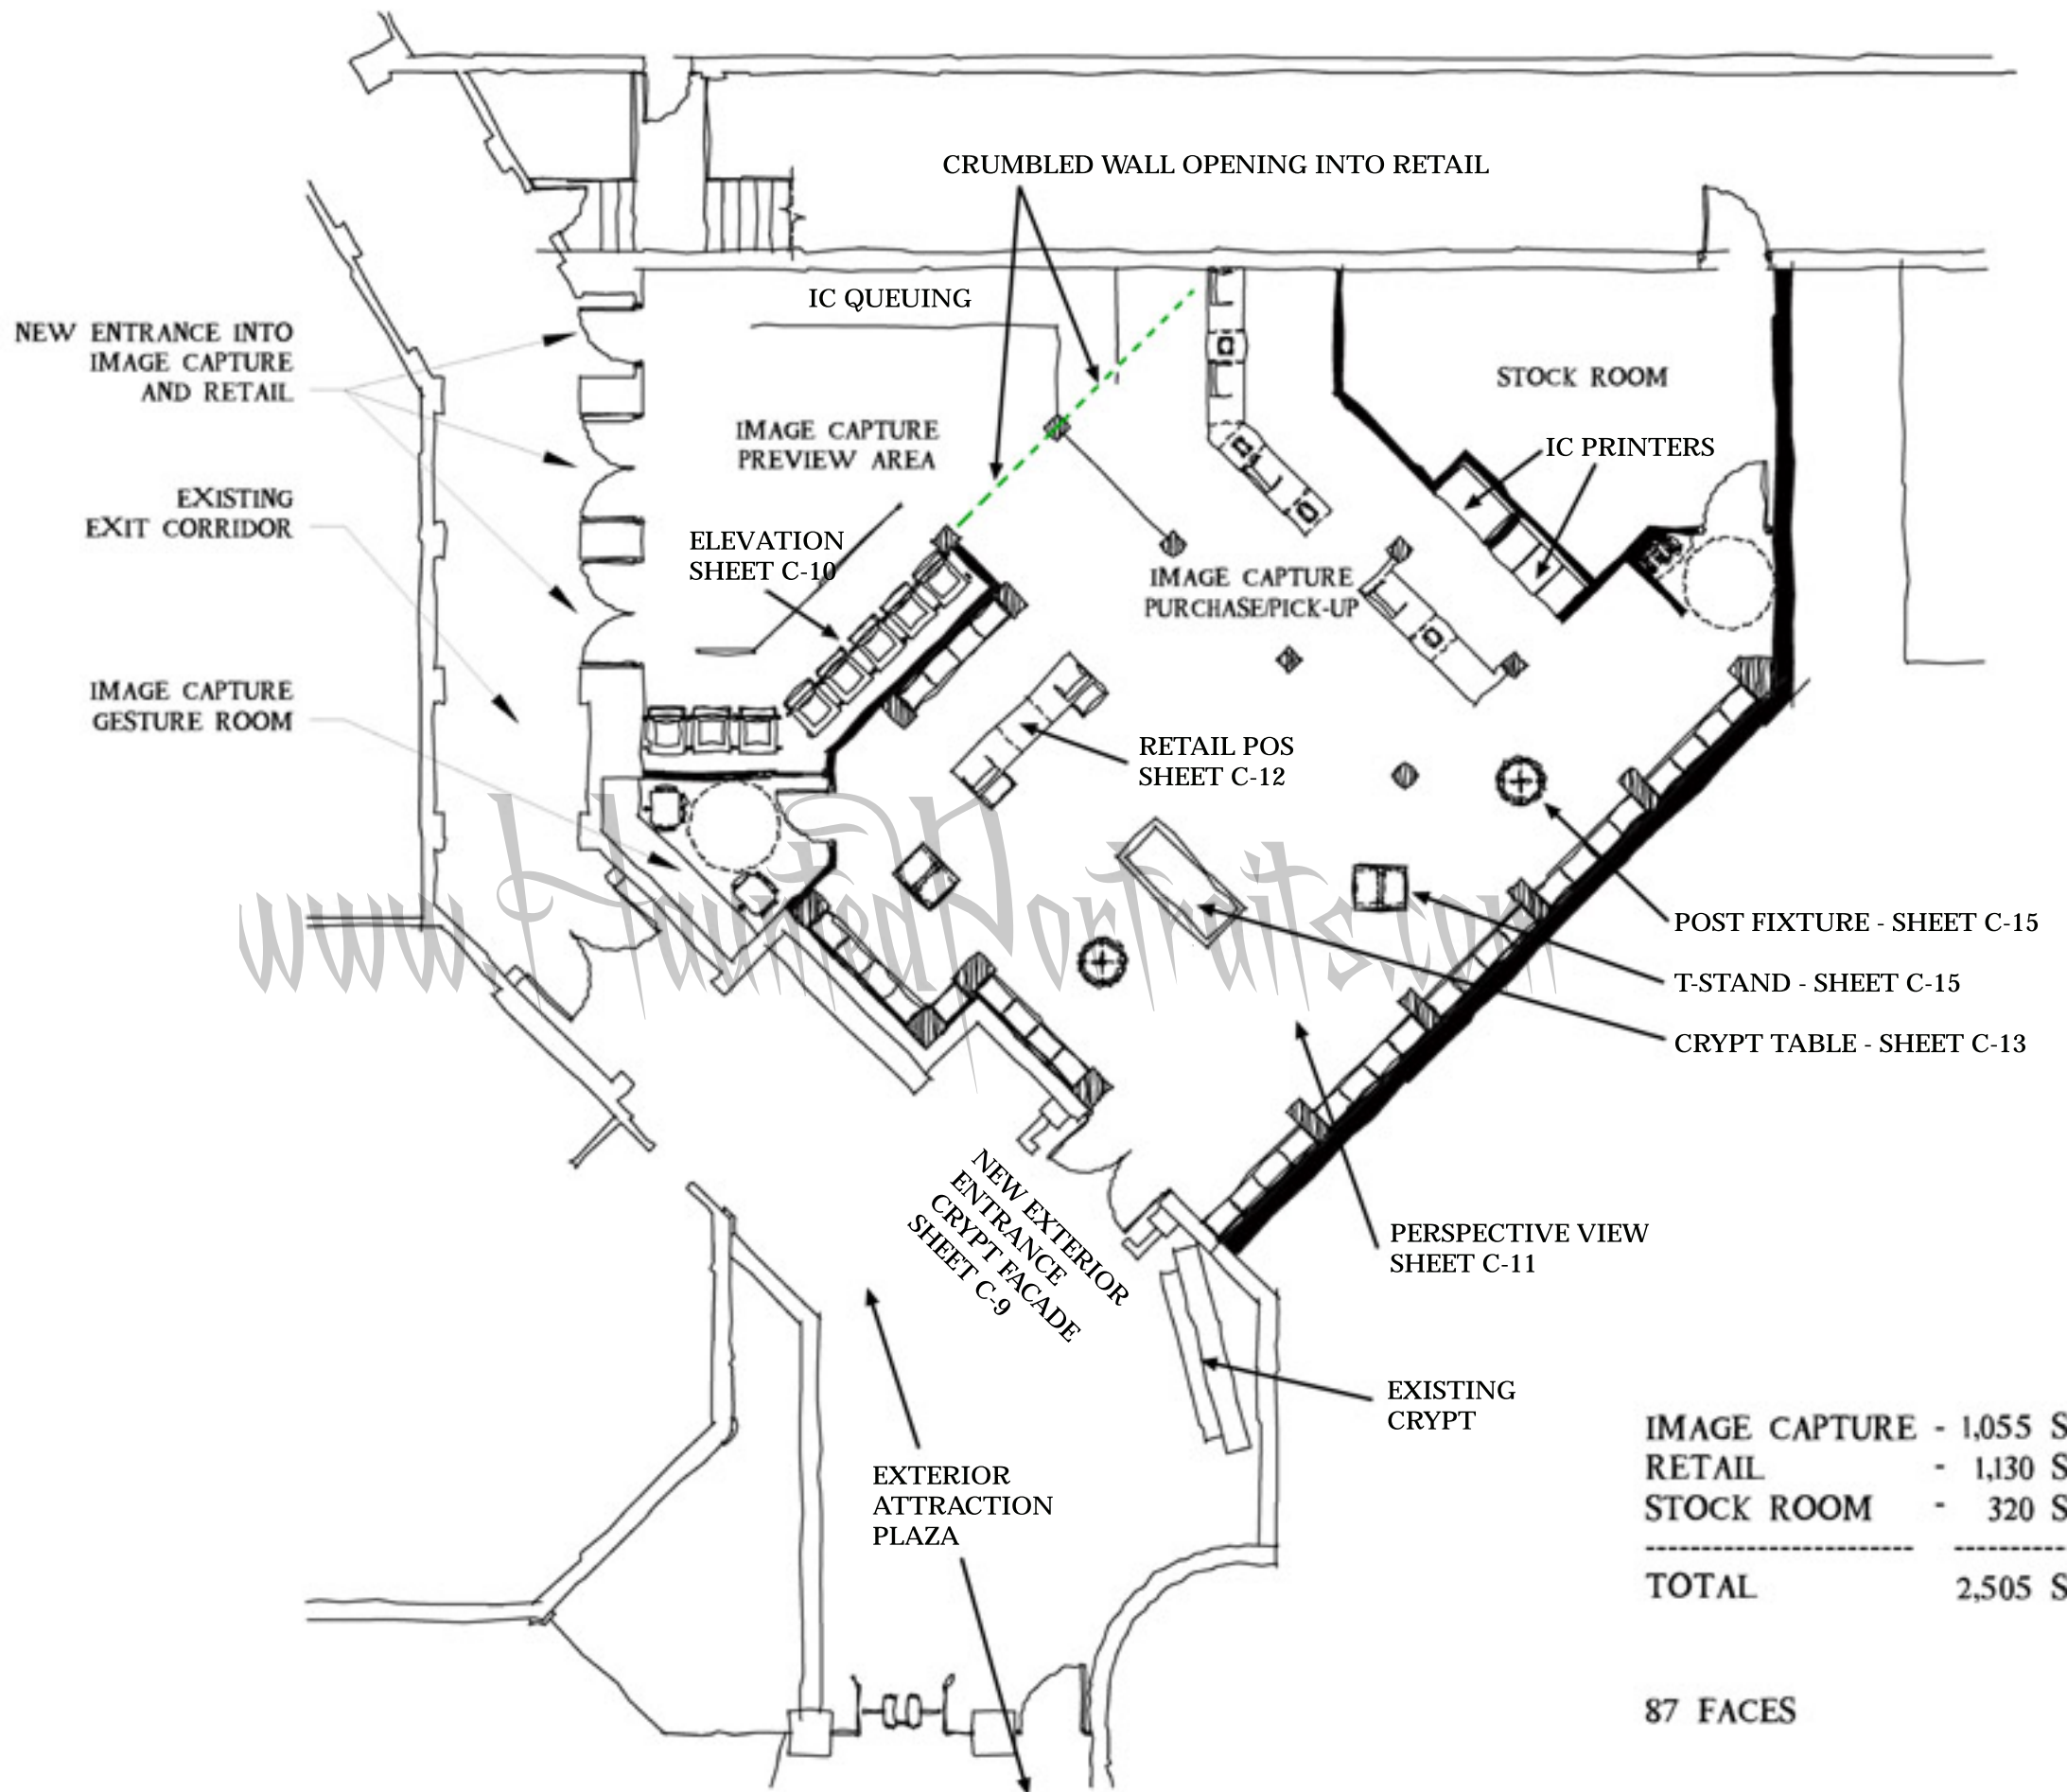 CRUMBLED WALL OPENING INTO RETAIL
IC QUEUING
NEW ENTRANCE INTO
IMAGE CAPTURE
AND RETAIL
STOCK ROOM
IMAGE CAPTURE
PREVIEW AREA
IC PRINTERS
EXISTING
EXIT CORRIDOR
ELEVATION
SHEET C-10
IMAGE CAPTURE
PURCHASE/PICK-UP
IMAGE CAPTURE
GESTURE ROOM
RETAIL POS
SHEET C-12
www.HauntedPortraits.com
POST FIXTURE - SHEET C-15
T-STAND - SHEET C-15
CRYPT TABLE - SHEET C-13
NEW EXTERIOR
ENTRANCE
CRYPT FACADE
SHEET C-9
PERSPECTIVE VIEW
SHEET C-11
EXISTING
CRYPT
EXTERIOR
ATTRACTION
PLAZA
IMAGE CAPTURE - 1,055 S
RETAIL - 1,130 S
STOCK ROOM - 320 S
TOTAL 2,505 S
87 FACES